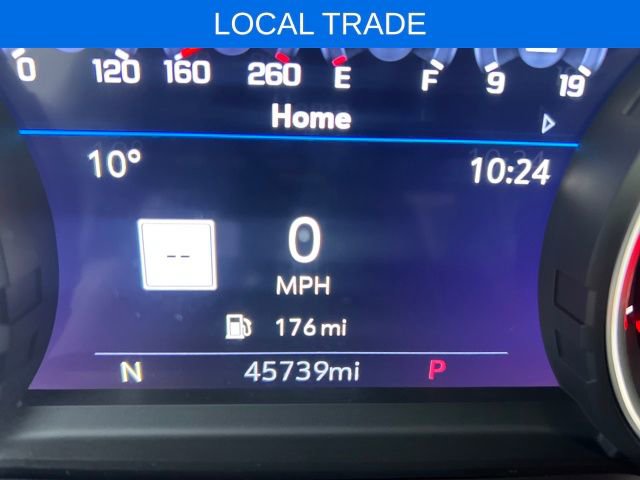 LOCAL TRADE
0 120 160 260 E F 9 19
Home
10° 10:24
--
0
MPH
176 mi
N 45739mi P